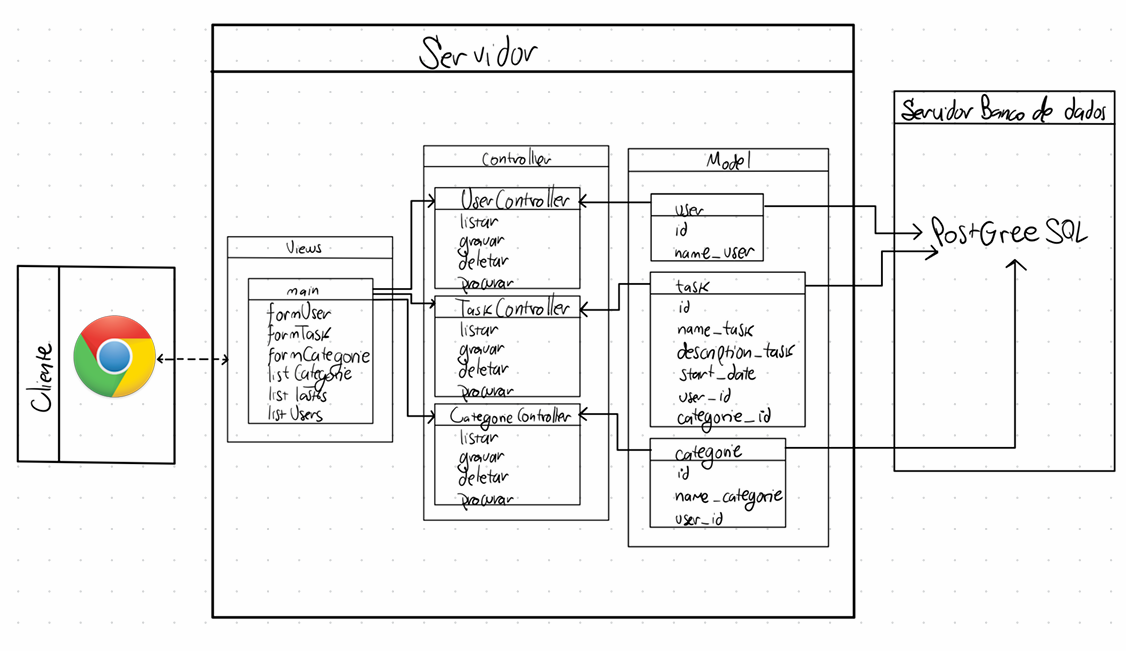 Servidor
Servidor Banco de dados
PostGree SQL
Cliente
Views
main
formUser
formTask
formCategorie
list Categorie
list Tasks
list Users
Controller
UserController
listar
gravar
deletar
procurar
TaskController
listar
gravar
deletar
procurar
CategorieController
listar
gravar
deletar
procurar
Model
user
id
name_user
task
id
name_task
description_task
start_date
user_id
categorie_id
categorie
id
name_categorie
user_id